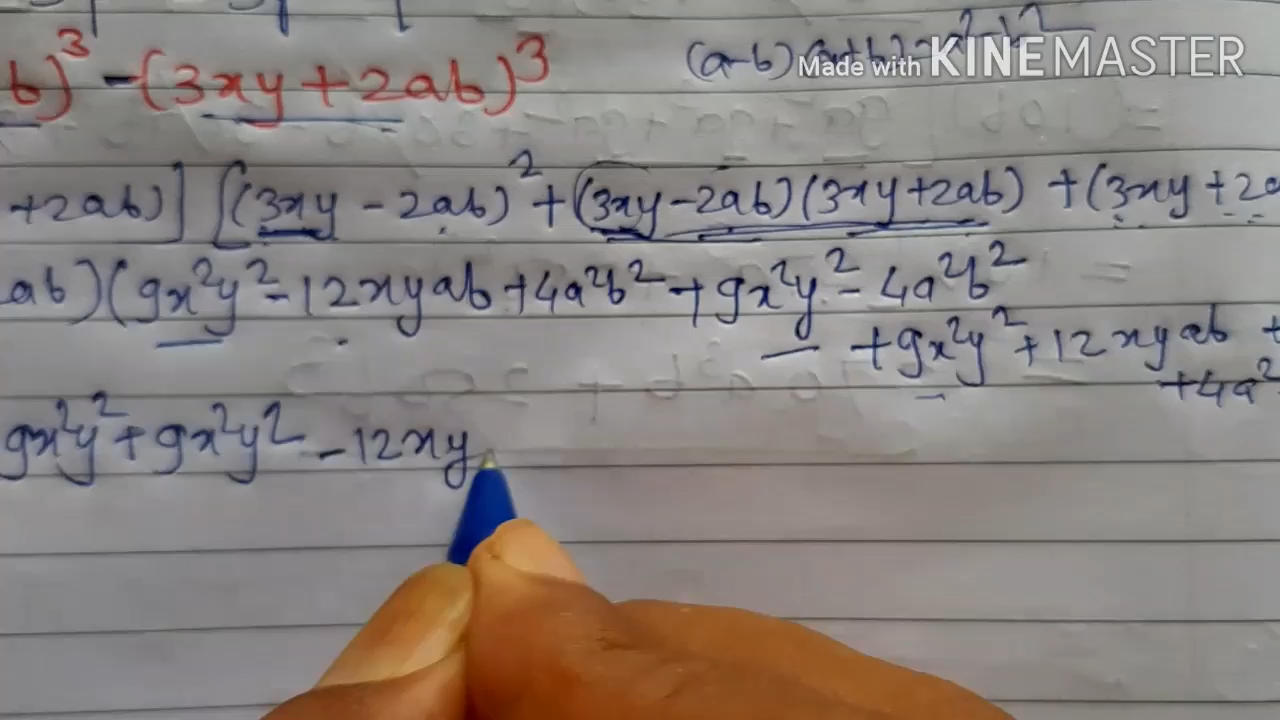 b)³ - (3xy + 2ab)³
(a-b)
Made with KINEMASTER
+2ab)] [(3xy - 2ab)² + (3xy - 2ab)(3xy + 2ab) + (3xy + 2a
ab)(9x²y² - 12xyab + 4a²b² + 9x²y² - 4a²b²
+ 9x²y² + 12xyab +
+4a²
9x²y² + 9x²y² - 12xy